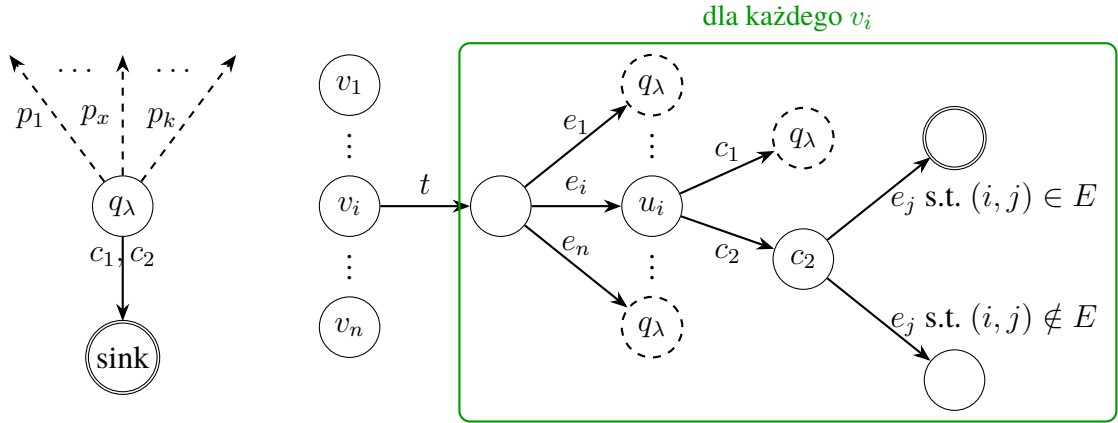 dla każdego v_i
… …
p_1 p_x p_k
q_λ
c_1, c_2
sink
v_1
⋮
v_i
⋮
v_n
t
e_1
e_i
e_n
q_λ
⋮
u_i
⋮
q_λ
c_1
c_2
q_λ
c_2
e_j s.t. (i, j) ∈ E
e_j s.t. (i, j) ∉ E